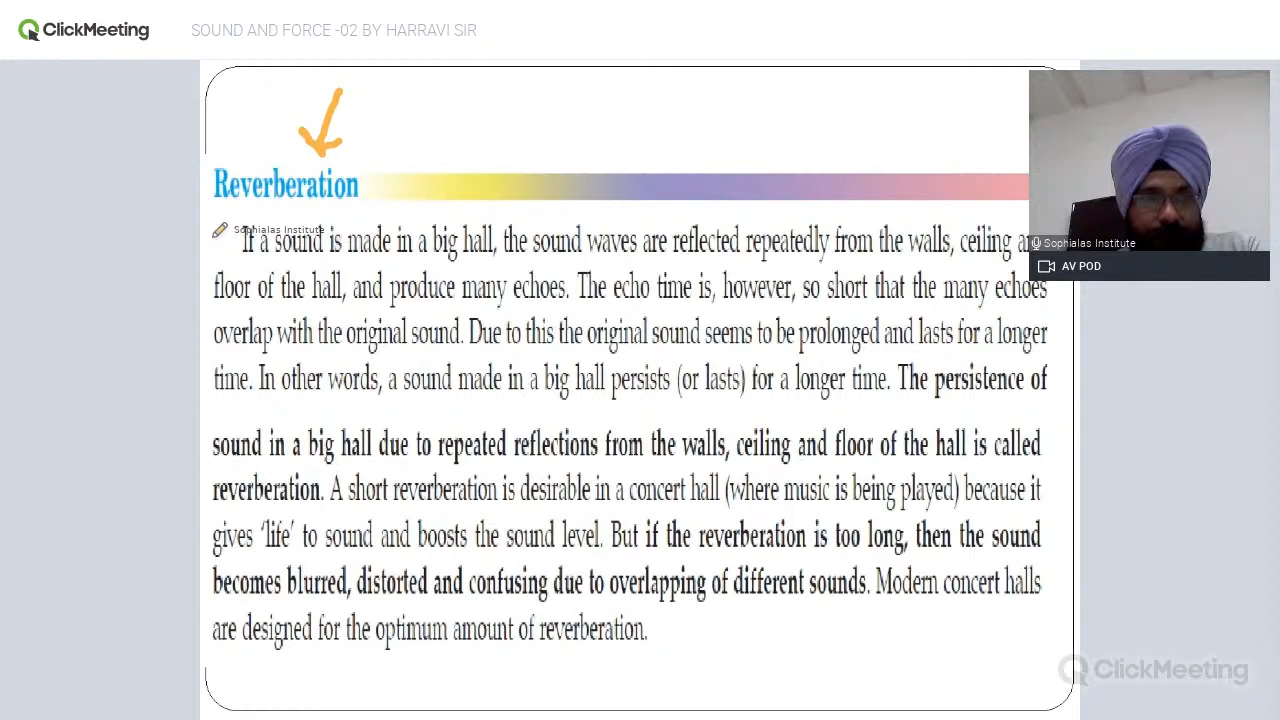 ClickMeeting
SOUND AND FORCE -02 BY HARRAVI SIR
Reverberation
Sophialas Institute
If a sound is made in a big hall, the sound waves are reflected repeatedly from the walls, ceiling
floor of the hall, and produce many echoes. The echo time is, however, so short that the many echoes
overlap with the original sound. Due to this the original sound seems to be prolonged and lasts for a longer
time. In other words, a sound made in a big hall persists (or lasts) for a longer time. The persistence of
sound in a big hall due to repeated reflections from the walls, ceiling and floor of the hall is called
reverberation. A short reverberation is desirable in a concert hall (where music is being played) because it
gives ‘life’ to sound and boosts the sound level. But if the reverberation is too long, then the sound
becomes blurred, distorted and confusing due to overlapping of different sounds. Modern concert halls
are designed for the optimum amount of reverberation.
Sophialas Institute
AV POD
ClickMeeting